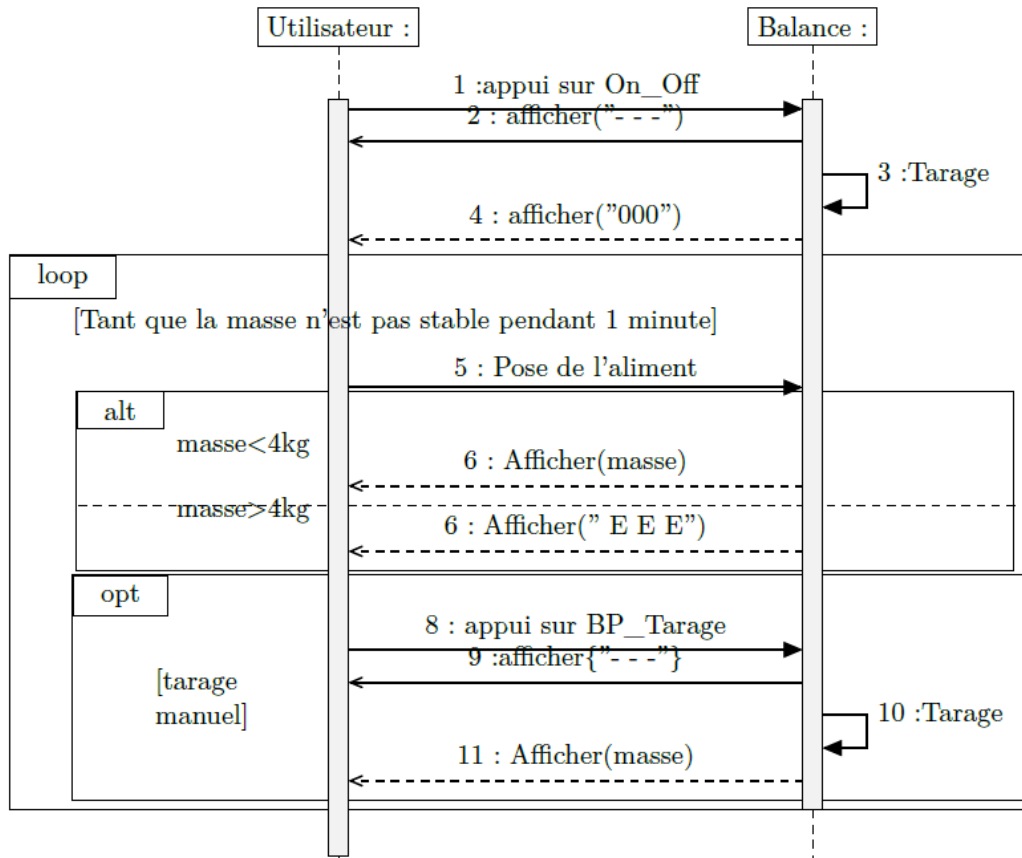 Utilisateur :
Balance :
1 :appui sur On_Off
2 : afficher("- - -")
3 :Tarage
4 : afficher("000")
loop
[Tant que la masse n'est pas stable pendant 1 minute]
5 : Pose de l'aliment
alt
masse<4kg
6 : Afficher(masse)
masse>4kg
6 : Afficher(" E E E")
opt
8 : appui sur BP_Tarage
9 :afficher{"- - -"}
[tarage
manuel]
10 :Tarage
11 : Afficher(masse)